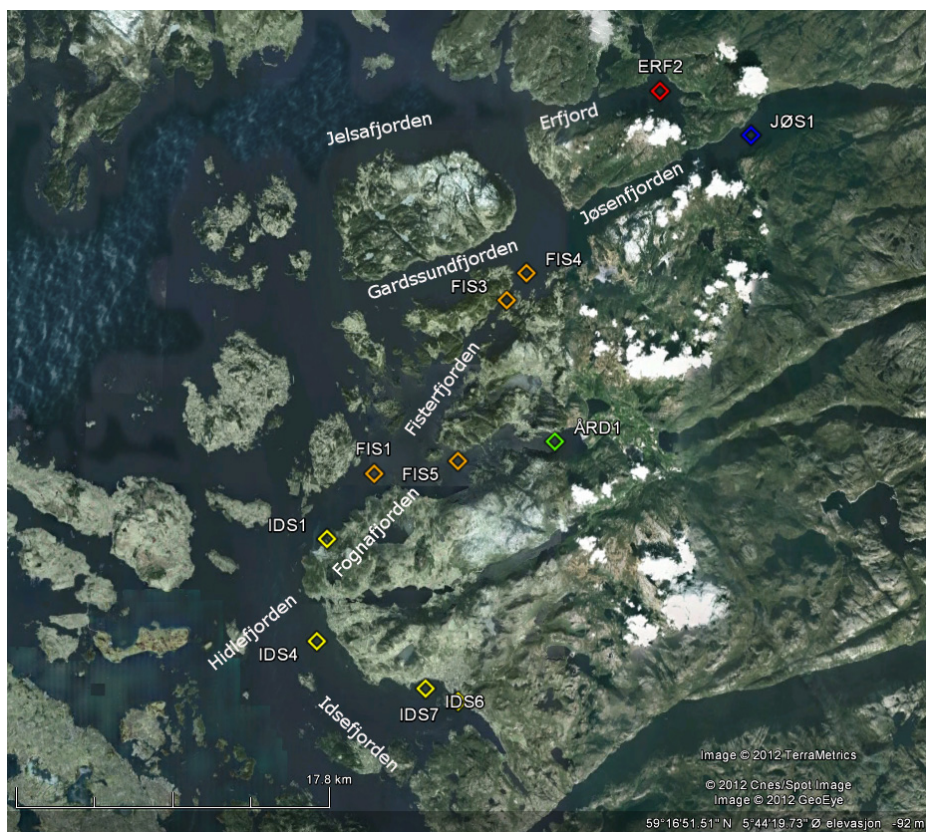 ERF2
JØS1
Erfjord
Jelsafjorden
Jøsenfjorden
Gardssundfjorden
FIS4
FIS3
Fisterfjorden
ÅRD1
FIS1
FIS5
IDS1
Fognafjorden
Hidlefjorden
IDS4
IDS6
IDS7
Idsefjorden
17.8 km
Image © 2012 TerraMetrics
© 2012 Cnes/Spot Image
Image © 2012 GeoEye
59°16'51.51" N 5°44'19.73" Ø elevasjon -92 m